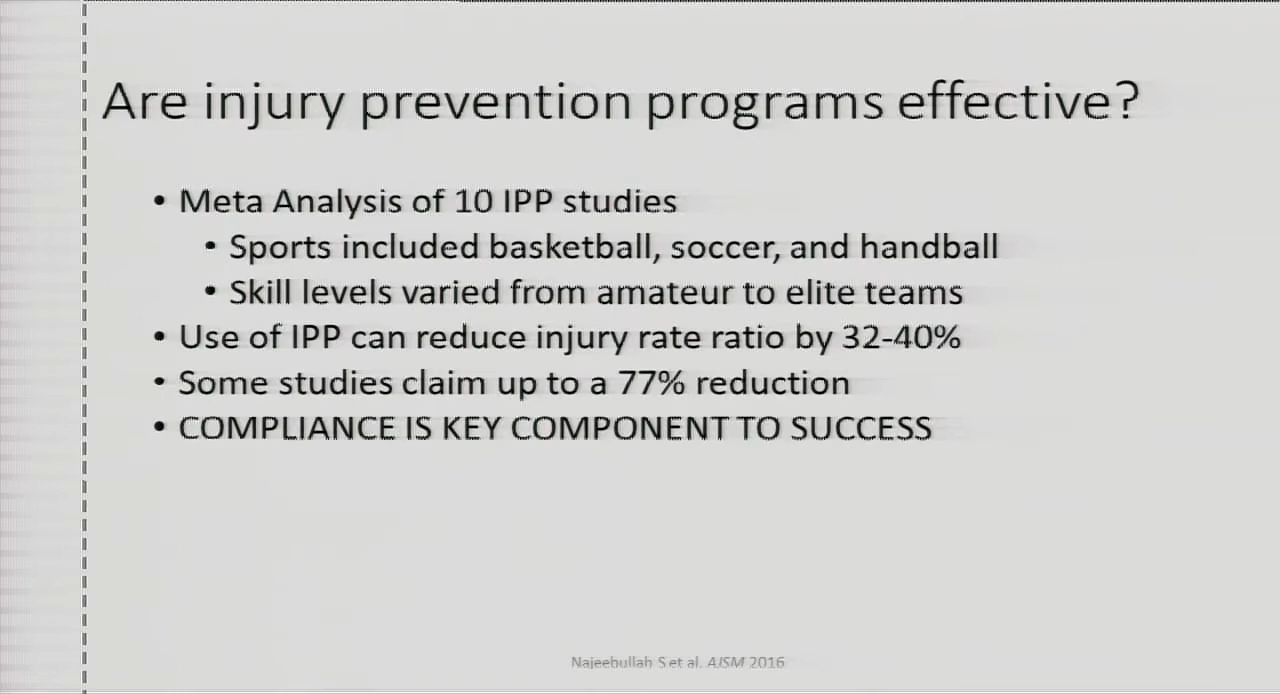 Are injury prevention programs effective?
• Meta Analysis of 10 IPP studies
• Sports included basketball, soccer, and handball
• Skill levels varied from amateur to elite teams
• Use of IPP can reduce injury rate ratio by 32-40%
• Some studies claim up to a 77% reduction
• COMPLIANCE IS KEY COMPONENT TO SUCCESS
Najeebullah S et al. AJSM 2016